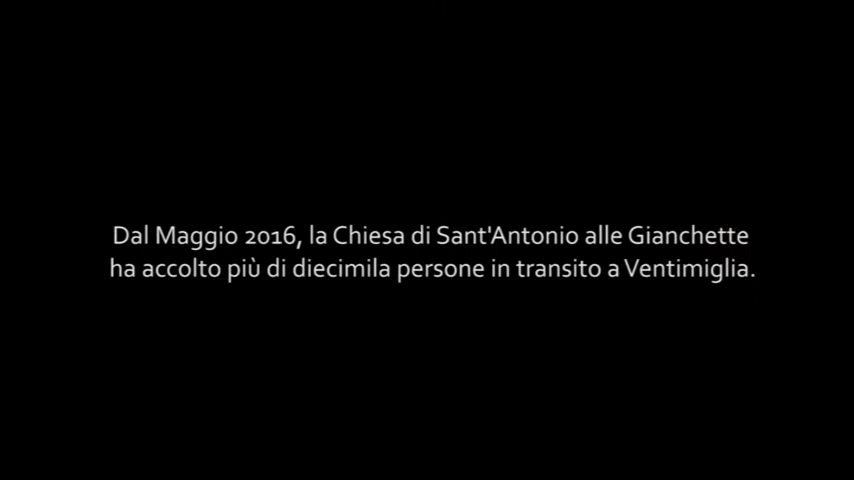 Dal Maggio 2016, la Chiesa di Sant'Antonio alle Gianchette
ha accolto più di diecimila persone in transito a Ventimiglia.